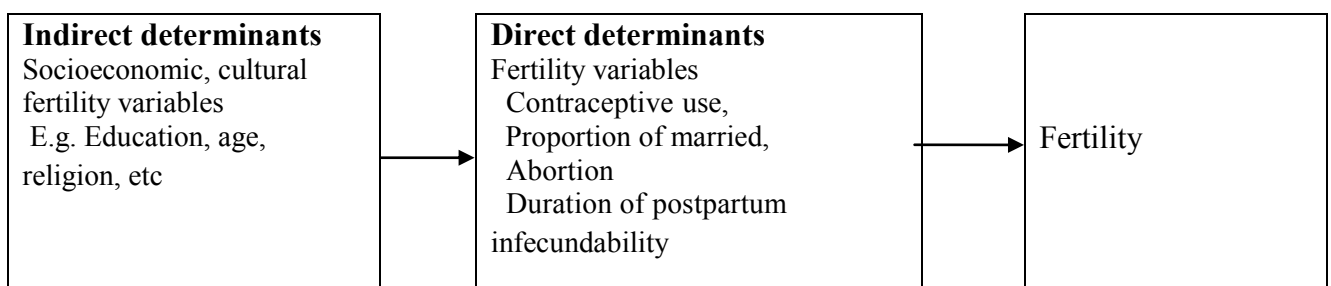 Indirect determinants
Socioeconomic, cultural
fertility variables
E.g. Education, age,
religion, etc
Direct determinants
Fertility variables
Contraceptive use,
Proportion of married,
Abortion
Duration of postpartum
infecundability
Fertility